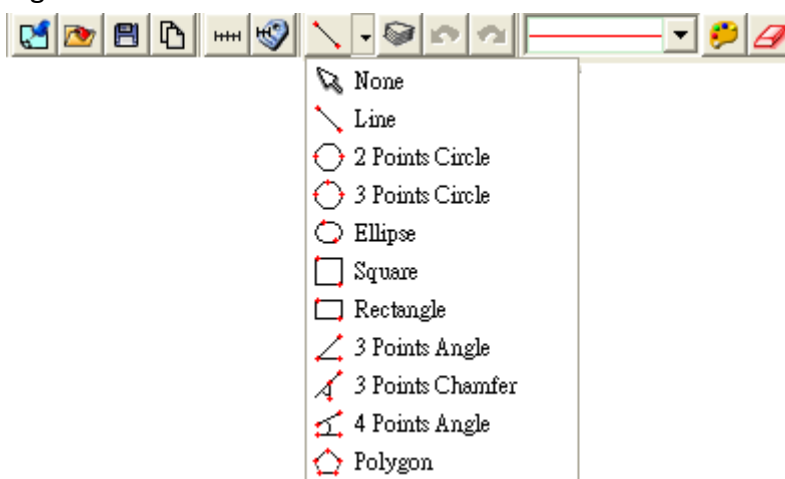 None
Line
2 Points Circle
3 Points Circle
Ellipse
Square
Rectangle
3 Points Angle
3 Points Chamfer
4 Points Angle
Polygon